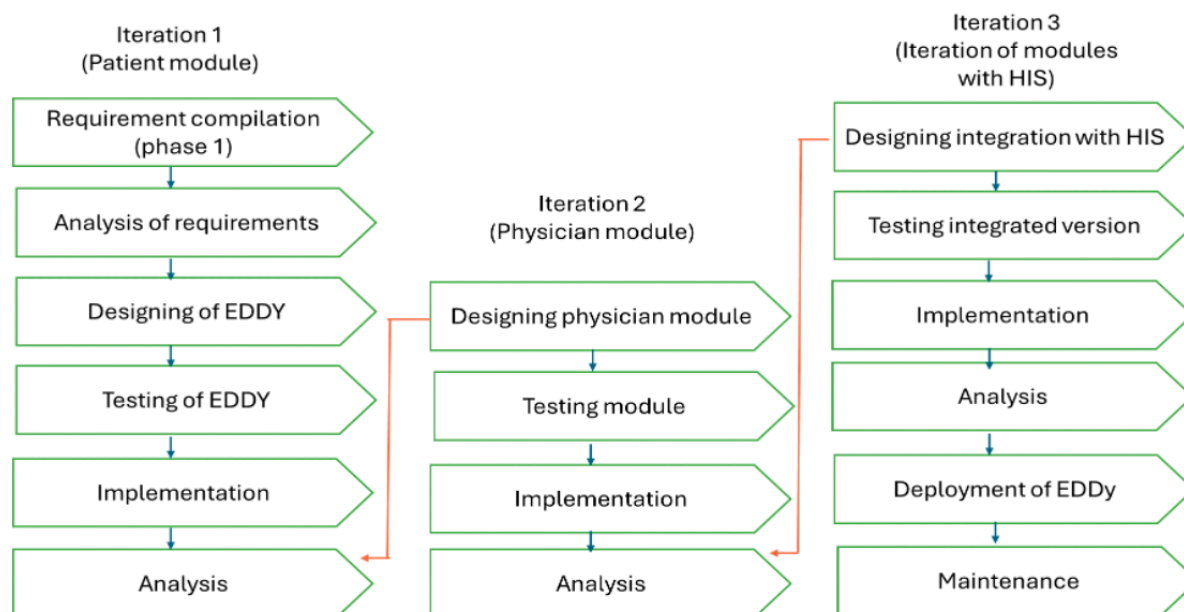 Iteration 1
(Patient module)
Requirement compilation
(phase 1)
Analysis of requirements
Designing of EDDY
Testing of EDDY
Implementation
Analysis
Iteration 2
(Physician module)
Designing physician module
Testing module
Implementation
Analysis
Iteration 3
(Iteration of modules
with HIS)
Designing integration with HIS
Testing integrated version
Implementation
Analysis
Deployment of EDDy
Maintenance